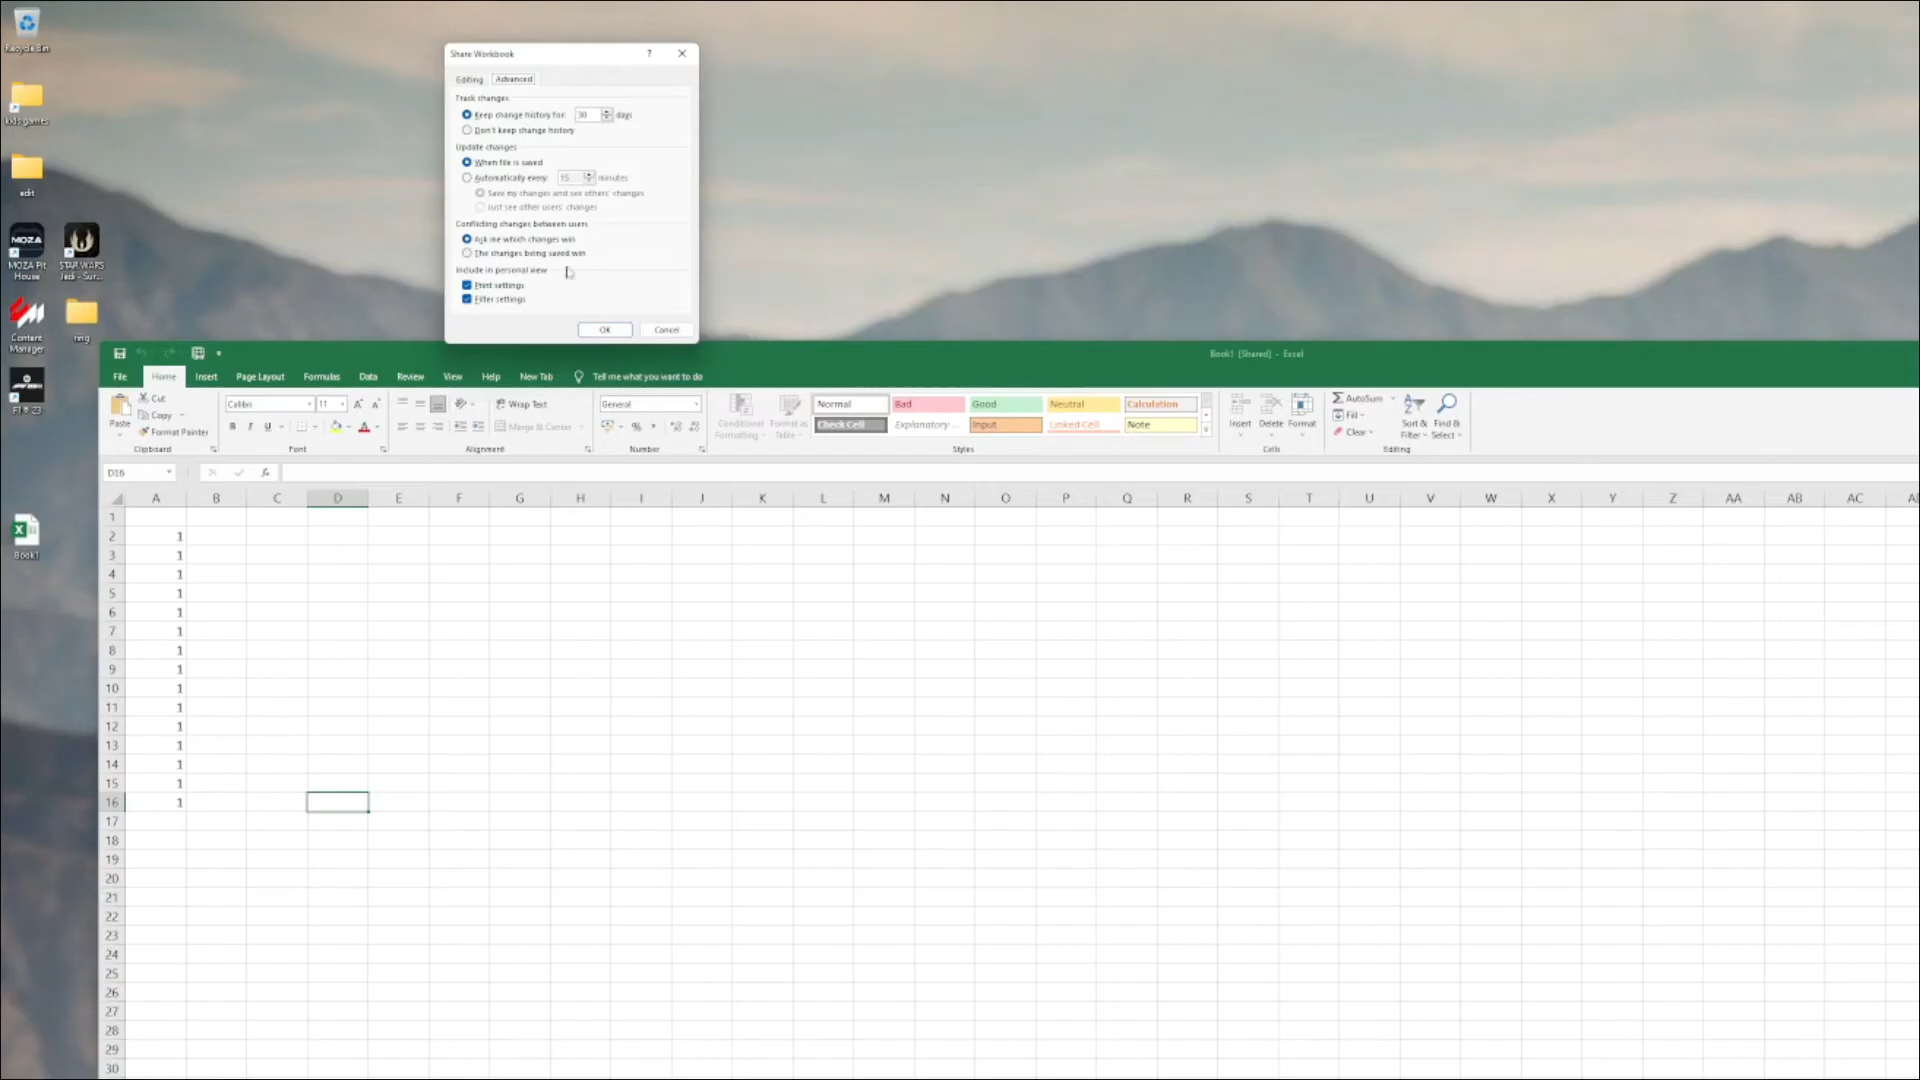 Recycle Bin
kids games
edit
MOZA
MOZA Pit
House
STAR WARS
Jedi - Sur...
Content
Manager
ring
F1® 23
Book1
Share Workbook
?
Editing
Advanced
Track changes
Keep change history for: 30 days
Don't keep change history
Update changes
When file is saved
Automatically every: 15 minutes
Save my changes and see others' changes
Just see other users' changes
Conflicting changes between users
Ask me which changes win
The changes being saved win
Include in personal view
Print settings
Filter settings
OK
Cancel
Book1 [Shared] - Excel
File Home Insert Page Layout Formulas Data Review View Help New Tab Tell me what you want to do
Paste
Cut
Copy
Format Painter
Clipboard
Calibri 11
B I U
Font
Wrap Text
Merge & Center
Alignment
General
Number
Conditional
Formatting
Format as
Table
Normal Bad Good Neutral Calculation
Check Cell Explanatory ... Input Linked Cell Note
Styles
Insert Delete Format
Cells
AutoSum
Fill
Clear
Sort &
Filter
Find &
Select
Editing
D16
fx
A B C D E F G H I J K L M N O P Q R S T U V W X Y Z AA AB AC
1
2 1
3 1
4 1
5 1
6 1
7 1
8 1
9 1
10 1
11 1
12 1
13 1
14 1
15 1
16 1
17
18
19
20
21
22
23
24
25
26
27
28
29
30